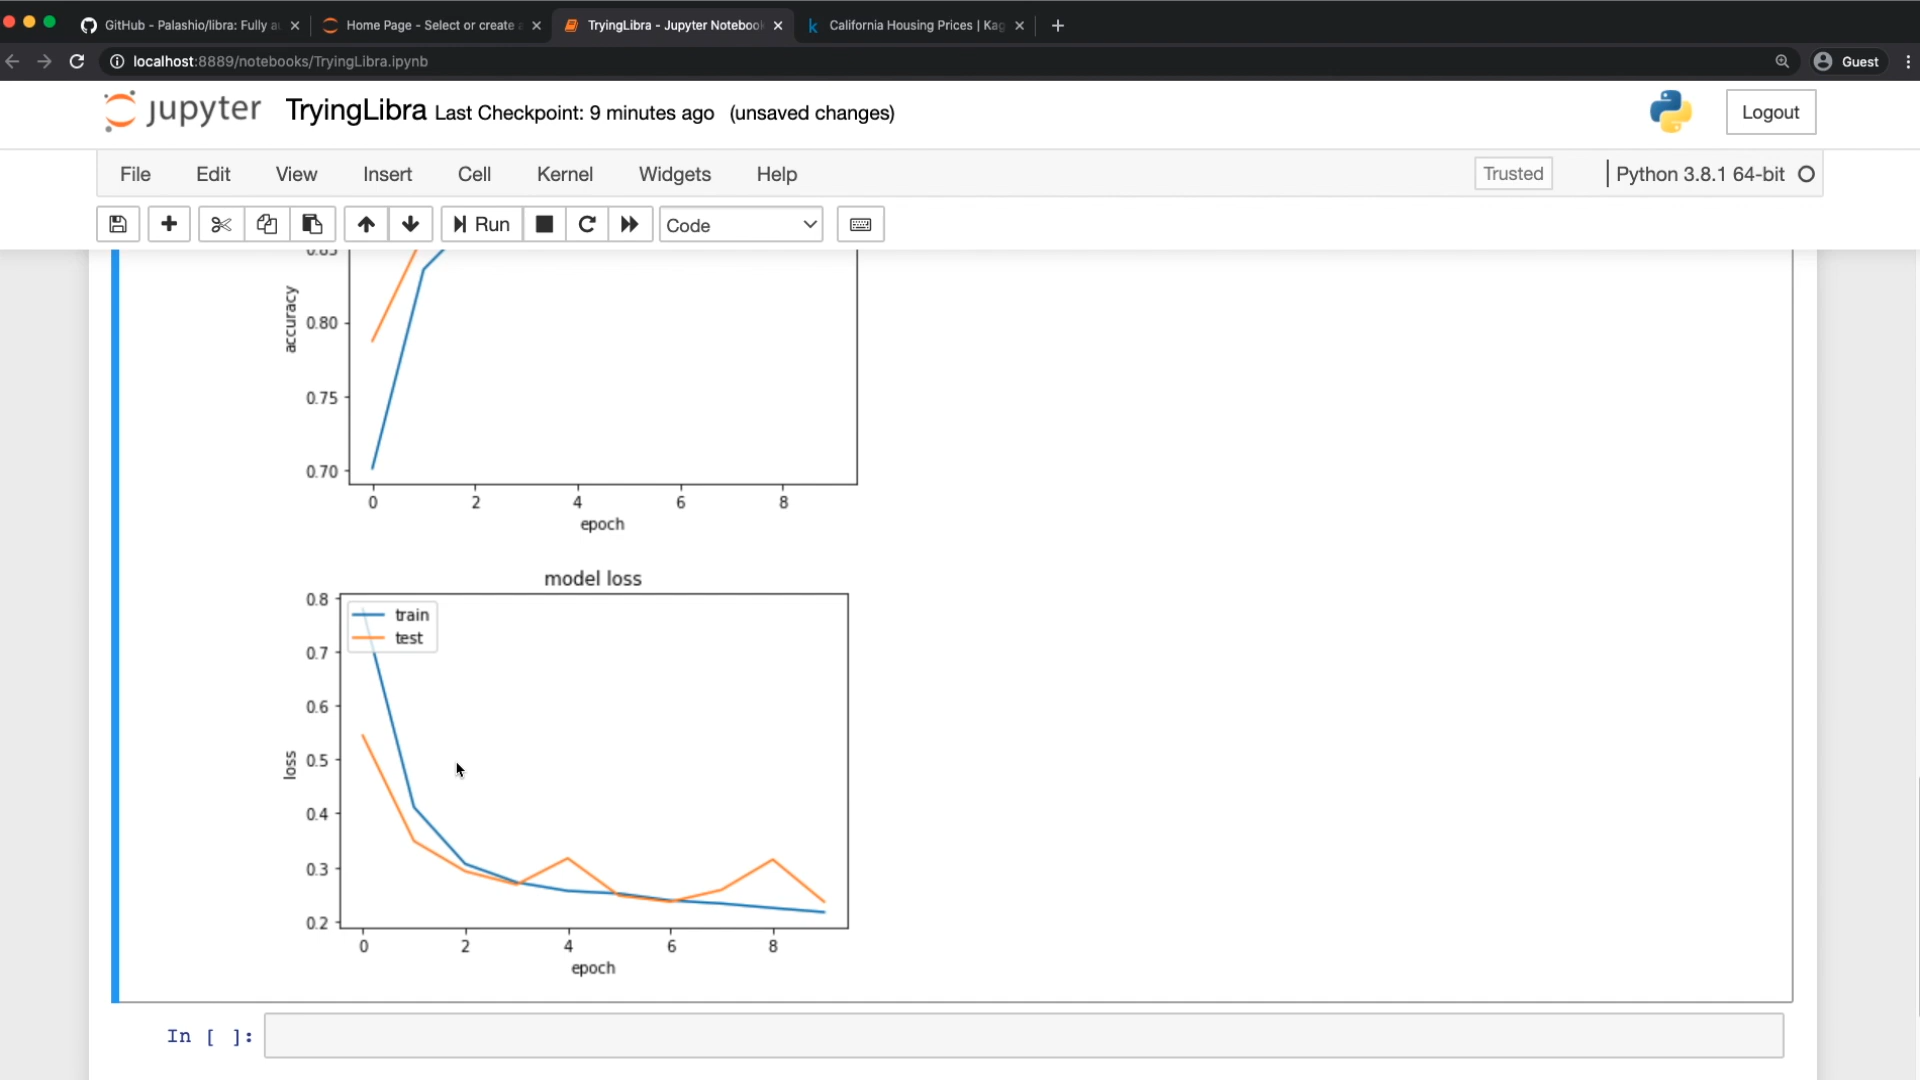 GitHub - Palashio/libra: Fully a
Home Page - Select or create a
TryingLibra - Jupyter Notebook
California Housing Prices | Kag
localhost:8889/notebooks/TryingLibra.ipynb
Guest
jupyter
TryingLibra Last Checkpoint: 9 minutes ago (unsaved changes)
Logout
File Edit View Insert Cell Kernel Widgets Help
Trusted
Python 3.8.1 64-bit
Run
Code
0.85
accuracy
0.80
0.75
0.70
0 2 4 6 8
epoch
model loss
train
test
loss
0.8
0.7
0.6
0.5
0.4
0.3
0.2
0 2 4 6 8
epoch
In [ ]: